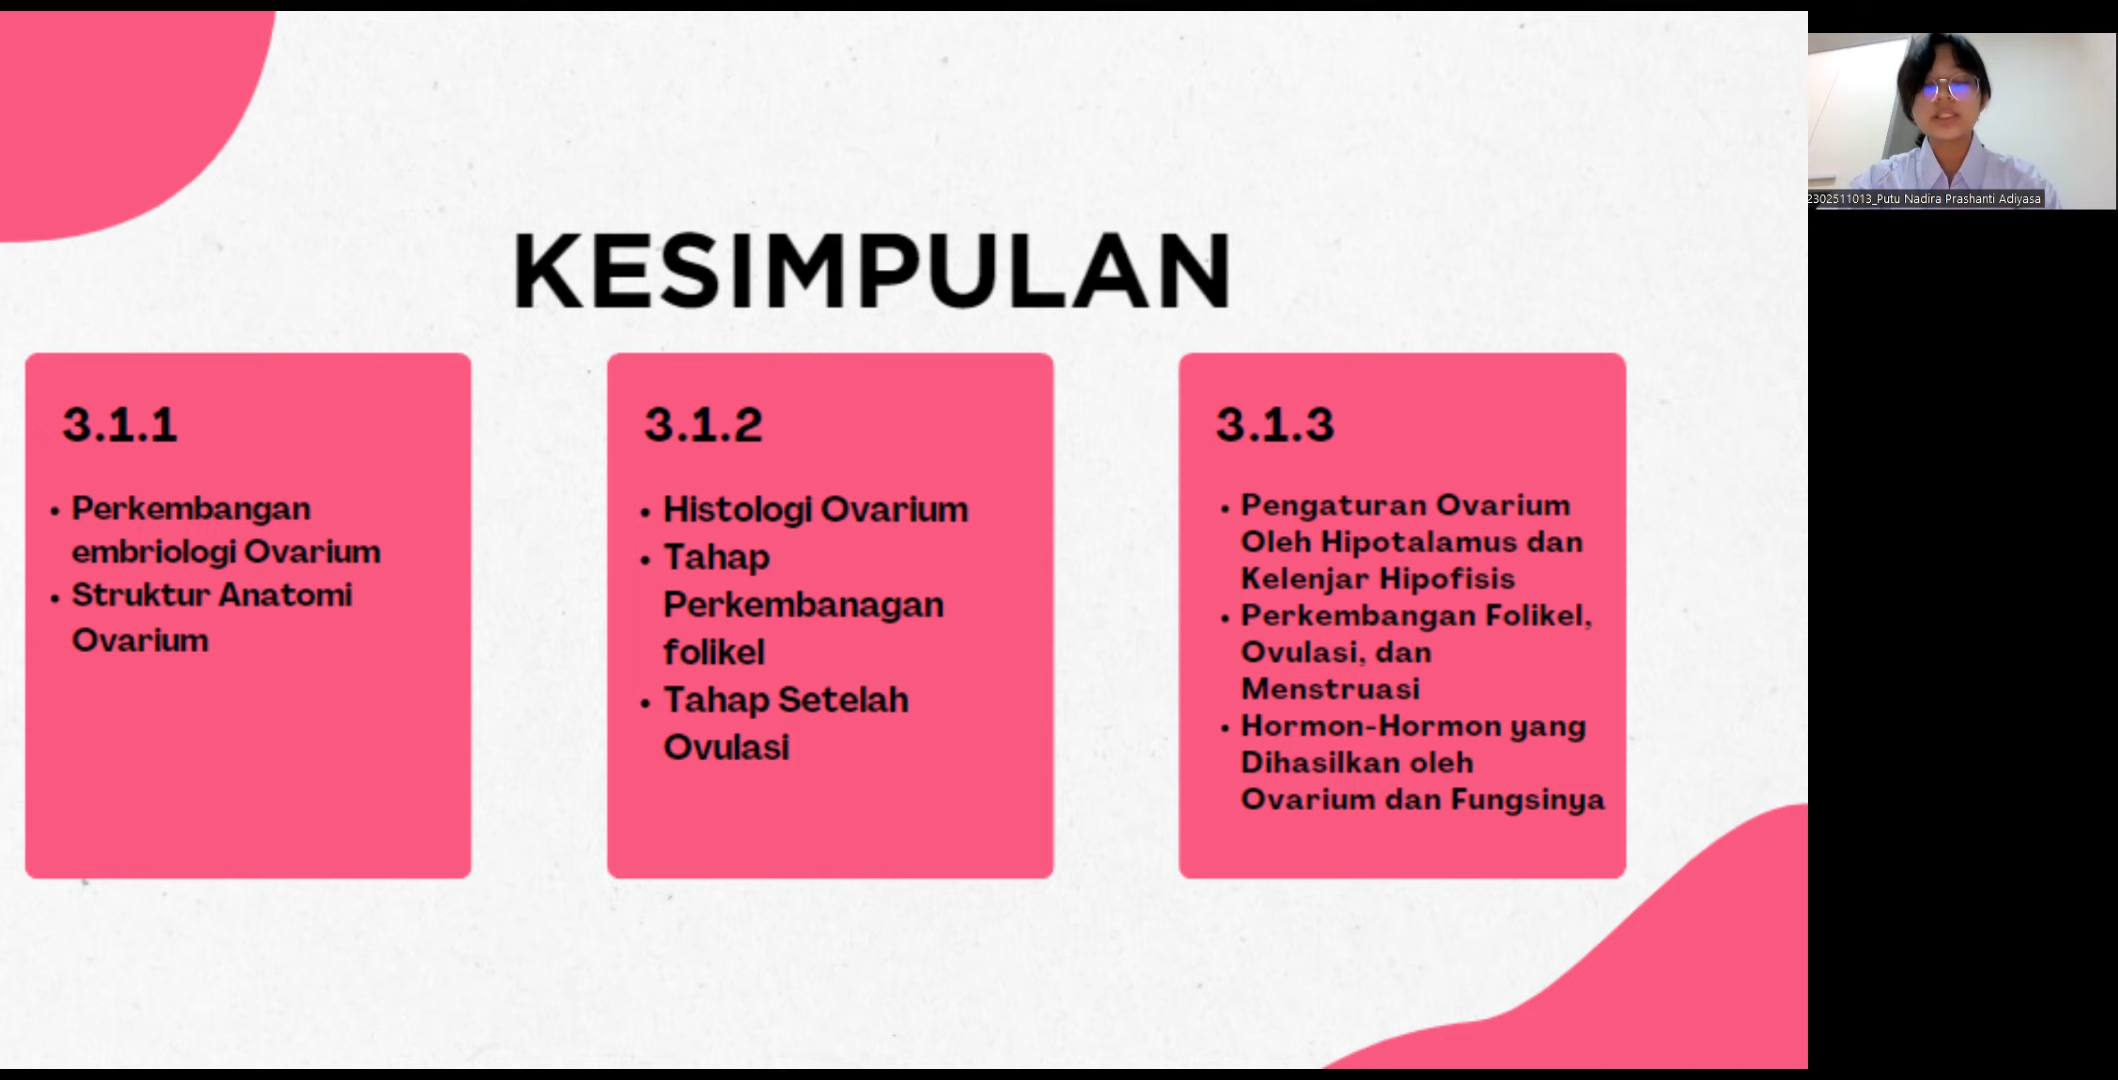 KESIMPULAN
3.1.1
• Perkembangan
embriologi Ovarium
• Struktur Anatomi
Ovarium
3.1.2
• Histologi Ovarium
• Tahap
Perkembanagan
folikel
• Tahap Setelah
Ovulasi
3.1.3
• Pengaturan Ovarium
Oleh Hipotalamus dan
Kelenjar Hipofisis
• Perkembangan Folikel,
Ovulasi, dan
Menstruasi
• Hormon-Hormon yang
Dihasilkan oleh
Ovarium dan Fungsinya
2302511013_Putu Nadira Prashanti Adiyasa